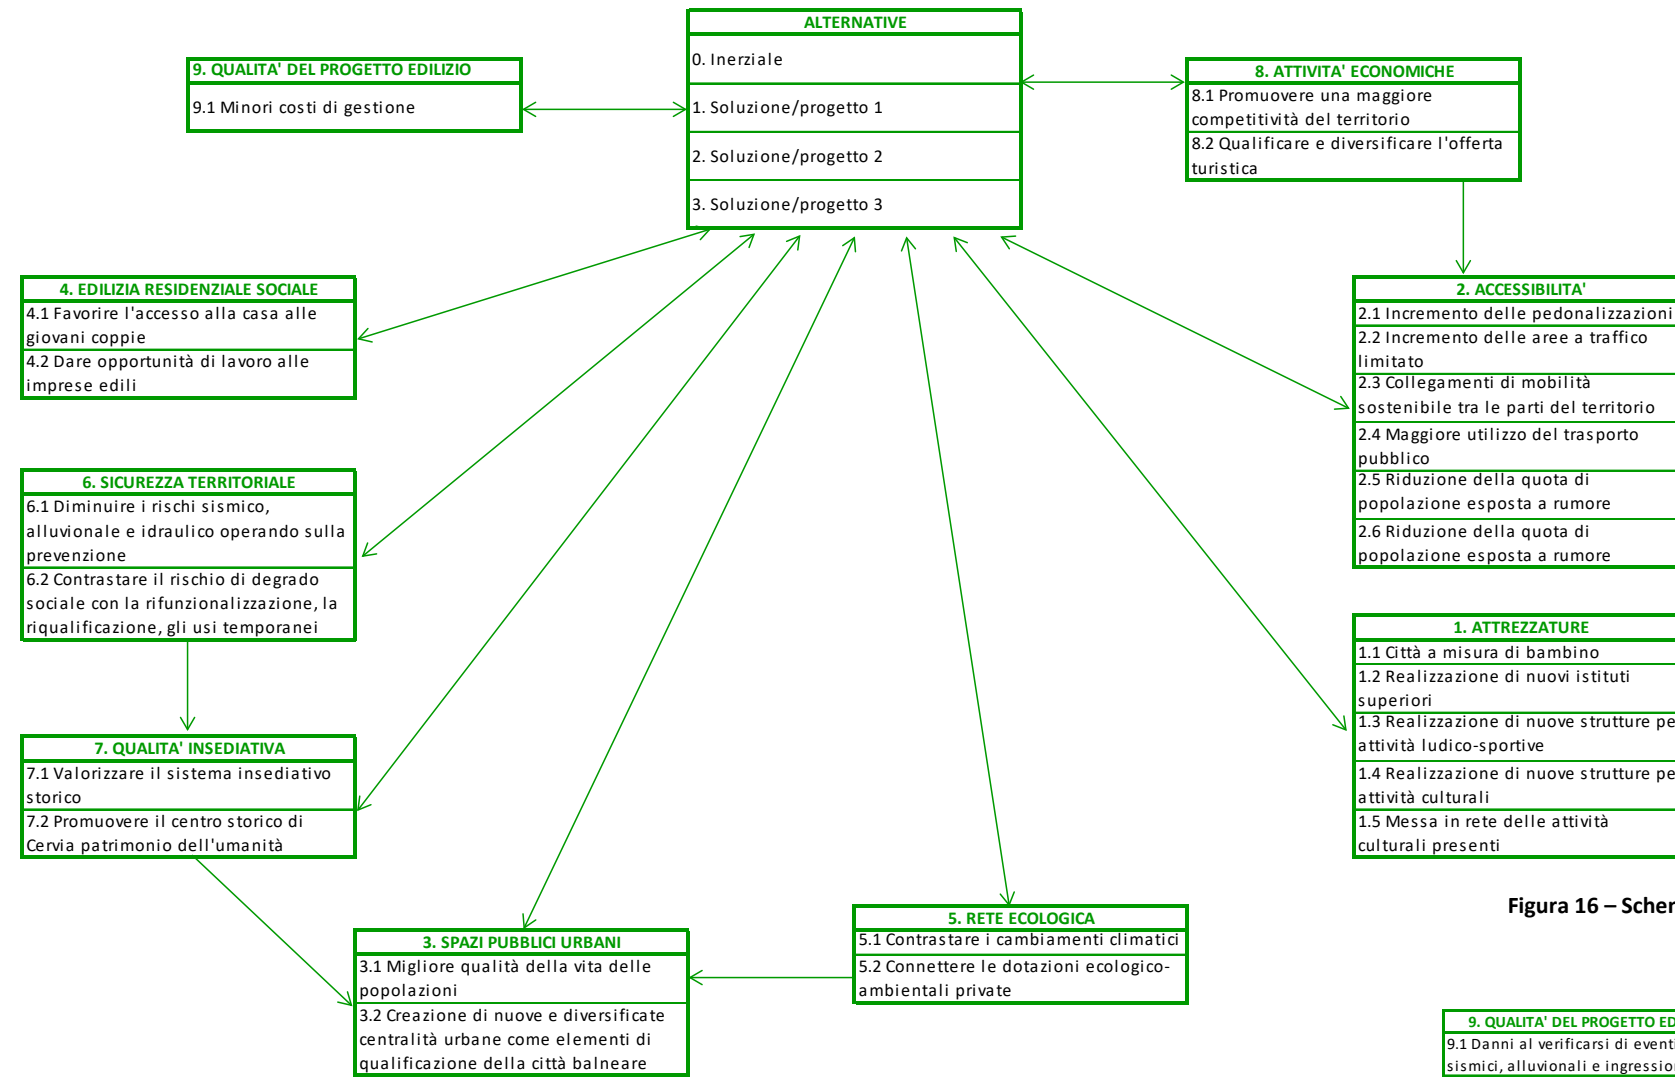 ALTERNATIVE
0. Inerziale
1. Soluzione/progetto 1
2. Soluzione/progetto 2
3. Soluzione/progetto 3
9. QUALITA' DEL PROGETTO EDILIZIO
9.1 Minori costi di gestione
8. ATTIVITA' ECONOMICHE
8.1 Promuovere una maggiore
competitività del territorio
8.2 Qualificare e diversificare l'offerta
turistica
4. EDILIZIA RESIDENZIALE SOCIALE
4.1 Favorire l'accesso alla casa alle
giovani coppie
4.2 Dare opportunità di lavoro alle
imprese edili
2. ACCESSIBILITA'
2.1 Incremento delle pedonalizzazioni
2.2 Incremento delle aree a traffico
limitato
2.3 Collegamenti di mobilità
sostenibile tra le parti del territorio
2.4 Maggiore utilizzo del trasporto
pubblico
2.5 Riduzione della quota di
popolazione esposta a rumore
2.6 Riduzione della quota di
popolazione esposta a rumore
6. SICUREZZA TERRITORIALE
6.1 Diminuire i rischi sismico,
alluvionale e idraulico operando sulla
prevenzione
6.2 Contrastare il rischio di degrado
sociale con la rifunzionalizzazione, la
riqualificazione, gli usi temporanei
1. ATTREZZATURE
1.1 Città a misura di bambino
1.2 Realizzazione di nuovi istituti
superiori
1.3 Realizzazione di nuove strutture pe
attività ludico-sportive
1.4 Realizzazione di nuove strutture pe
attività culturali
1.5 Messa in rete delle attività
culturali presenti
7. QUALITA' INSEDIATIVA
7.1 Valorizzare il sistema insediativo
storico
7.2 Promuovere il centro storico di
Cervia patrimonio dell'umanità
Figura 16 – Scher
5. RETE ECOLOGICA
5.1 Contrastare i cambiamenti climatici
5.2 Connettere le dotazioni ecologico-
ambientali private
3. SPAZI PUBBLICI URBANI
3.1 Migliore qualità della vita delle
popolazioni
3.2 Creazione di nuove e diversificate
centralità urbane come elementi di
qualificazione della città balneare
9. QUALITA' DEL PROGETTO ED
9.1 Danni al verificarsi di eventi
sismici, alluvionali e ingression